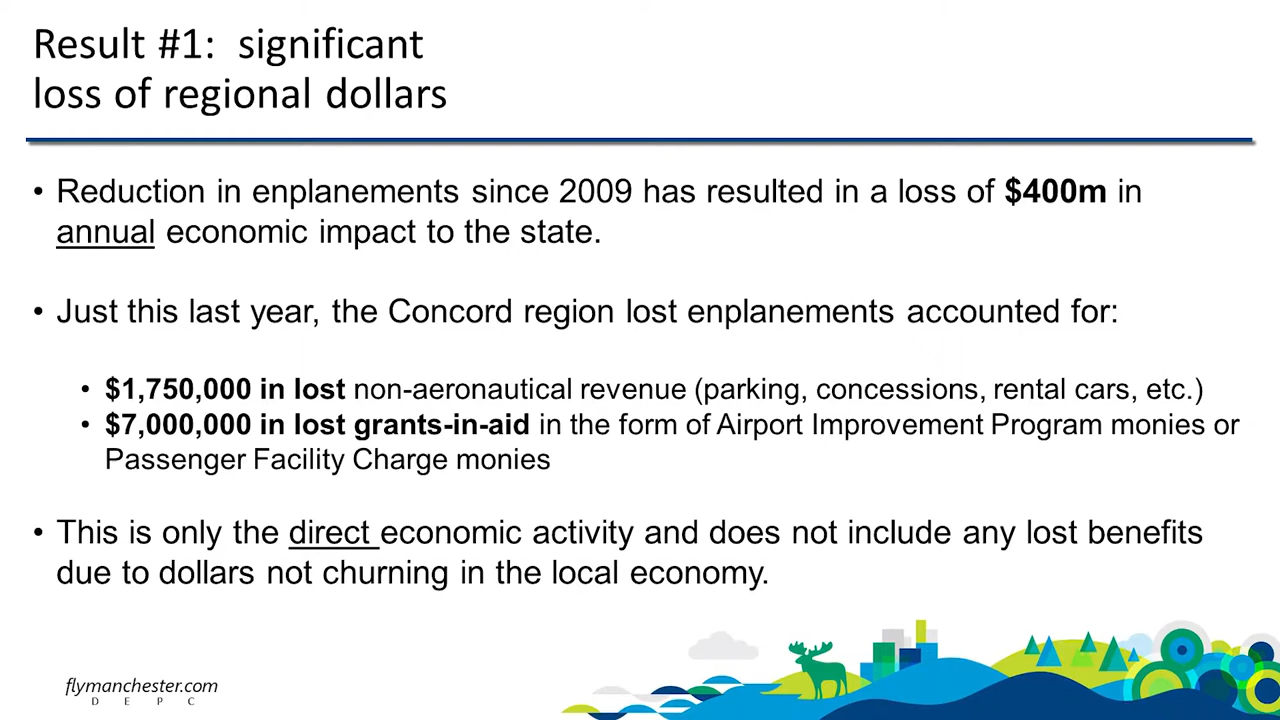 Result #1:  significant
loss of regional dollars
• Reduction in enplanements since 2009 has resulted in a loss of $400m in
annual economic impact to the state.
• Just this last year, the Concord region lost enplanements accounted for:
• $1,750,000 in lost non-aeronautical revenue (parking, concessions, rental cars, etc.)
• $7,000,000 in lost grants-in-aid in the form of Airport Improvement Program monies or
Passenger Facility Charge monies
• This is only the direct economic activity and does not include any lost benefits
due to dollars not churning in the local economy.
flymanchester.com
D E P C